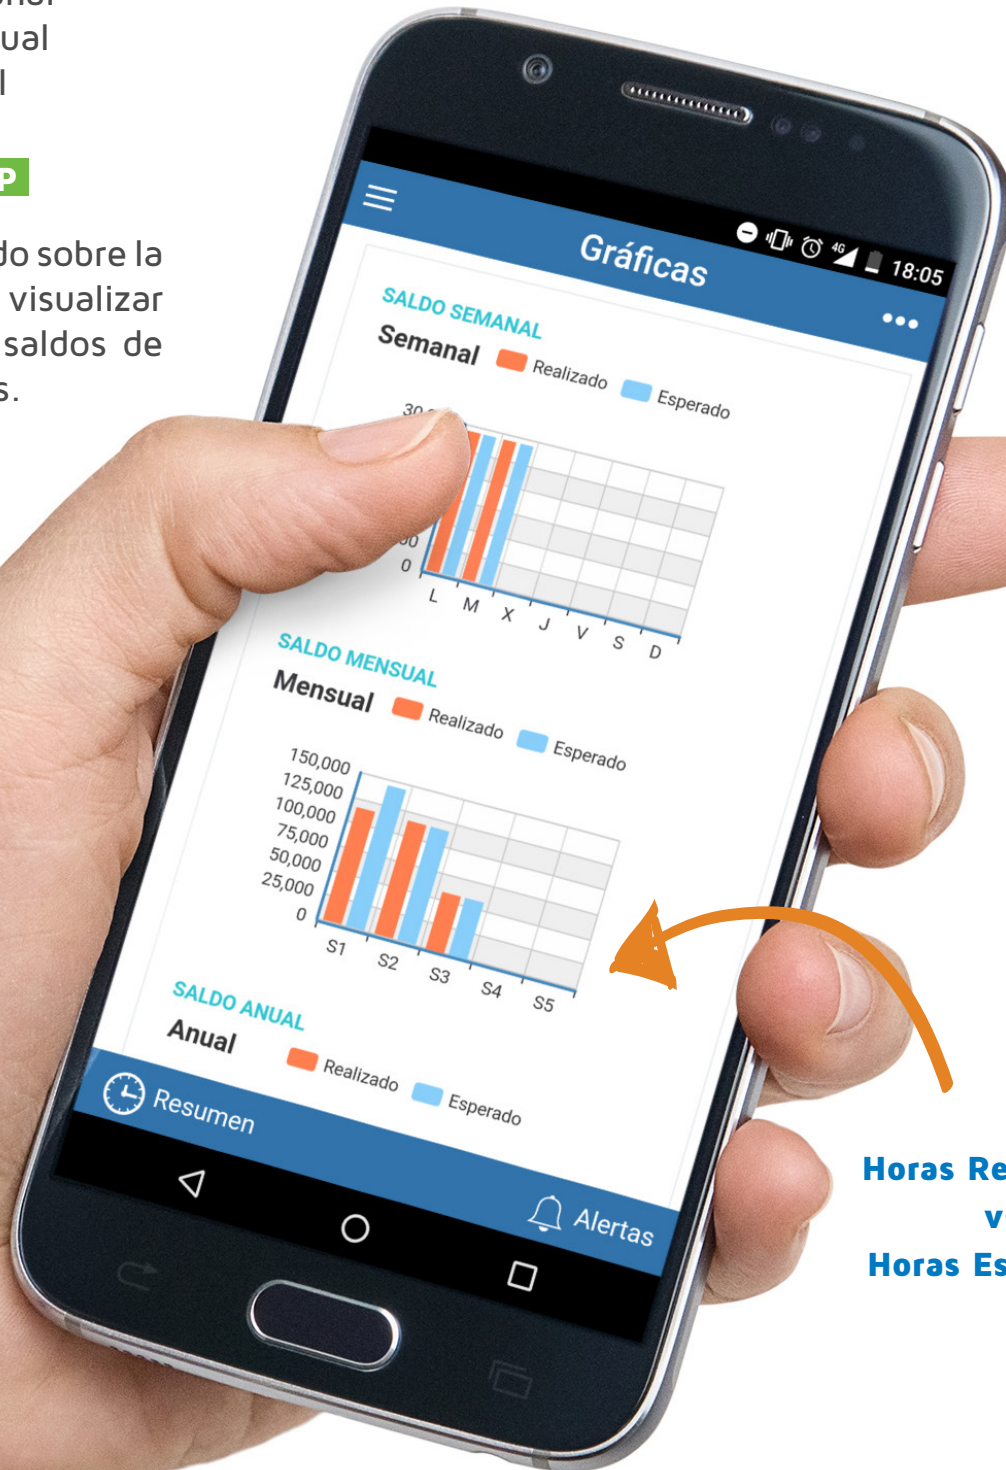 ual
P
do sobre la
visualizar
saldos de
s.
18:05
Gráficas
SALDO SEMANAL
Semanal Realizado Esperado
0
L M X J V S D
SALDO MENSUAL
Mensual Realizado Esperado
150,000
125,000
100,000
75,000
50,000
25,000
0
S1 S2 S3 S4 S5
SALDO ANUAL
Anual Realizado Esperado
Resumen
Alertas
Horas Re
v
Horas Es